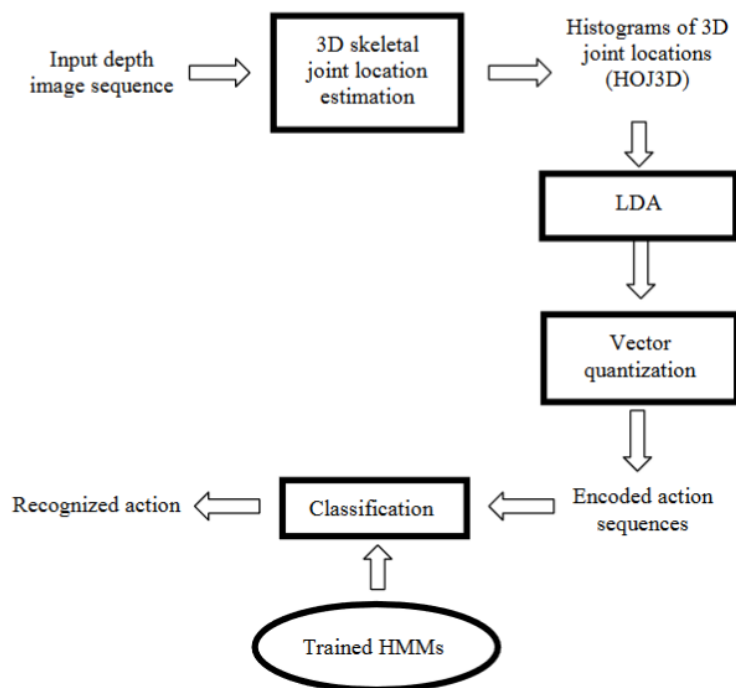 Input depth
image sequence
3D skeletal
joint location
estimation
Histograms of 3D
joint locations
(HOJ3D)
LDA
Vector
quantization
Encoded action
sequences
Classification
Recognized action
Trained HMMs